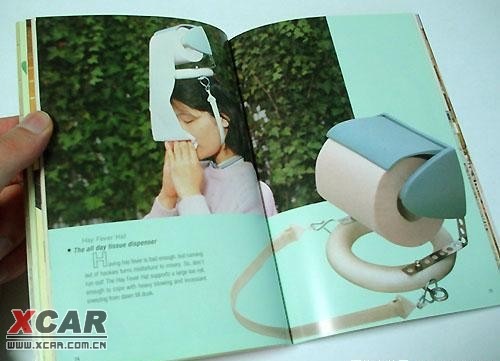 Hay Fever Hat
• The all day tissue dispenser
Having hay fever is bad enough, but running
out of hankies turns misfortune to misery. So, don't
run out! The Hay Fever Hat supports a large loo roll,
enough to cope with heavy blowing and incessant
sneezing from dawn till dusk.
XCAR
WWW.XCAR.COM.CN